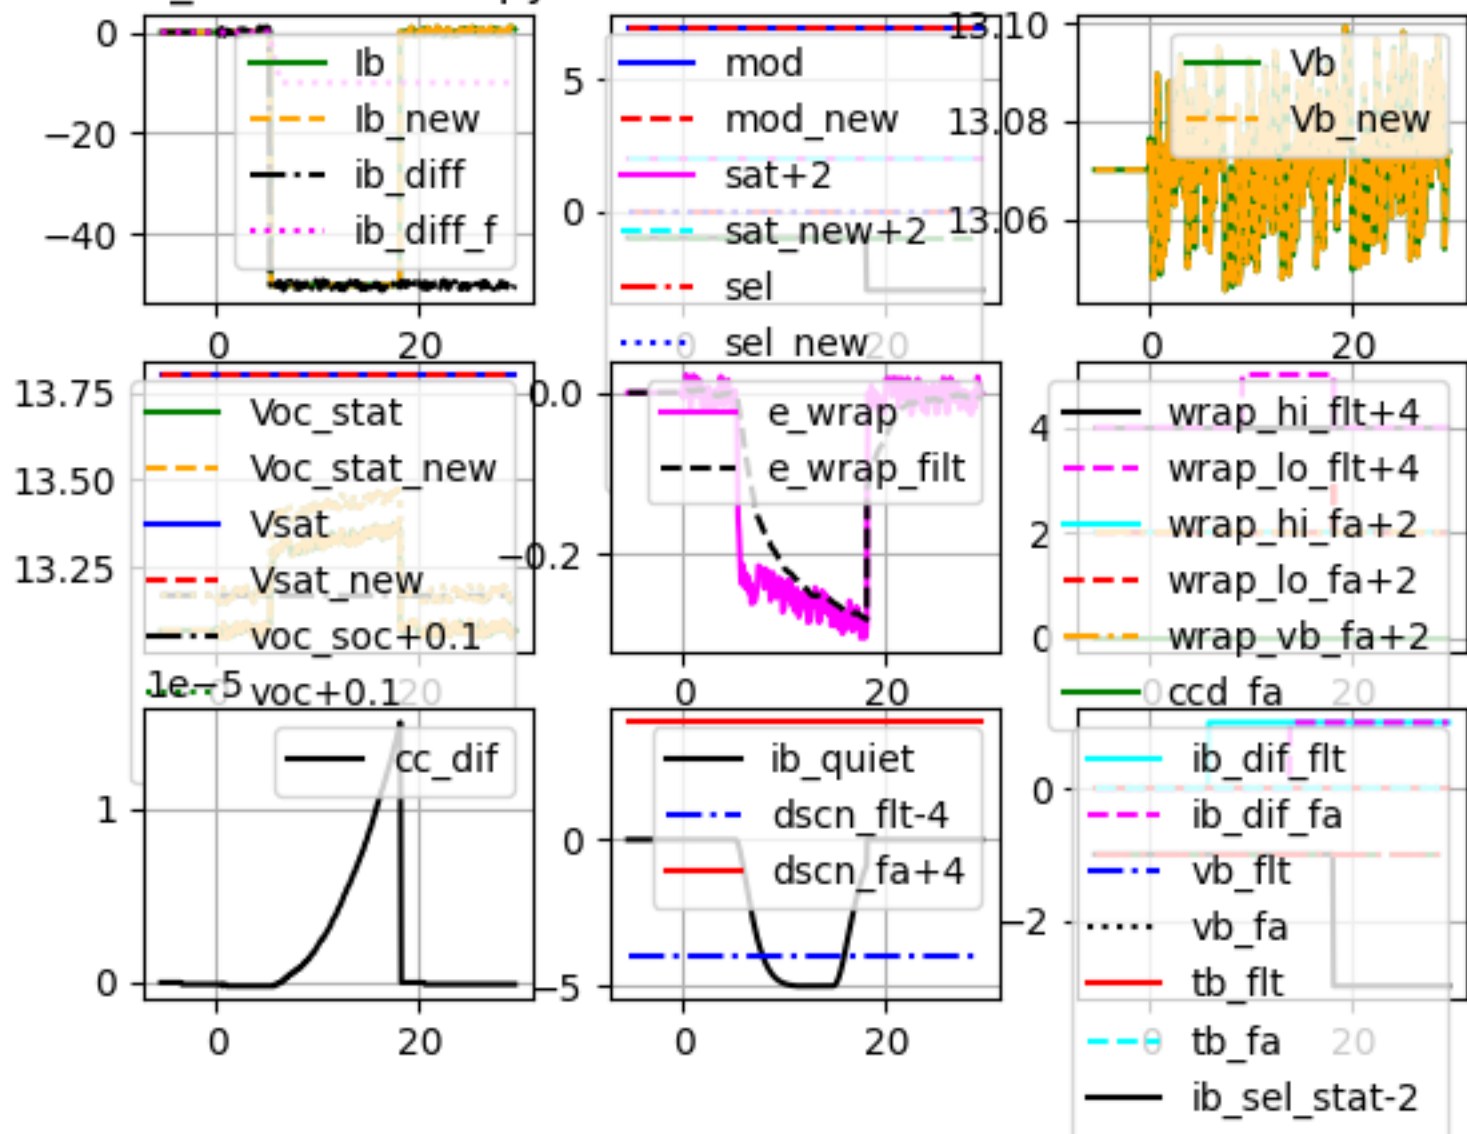 py
0
−20
−40
0
20
Ib
Ib_new
ib_diff
ib_diff_f
5
0
0
20
mod
mod_new
sat+2
sat_new+2
sel
sel_new
13.10
13.08
13.06
0
20
Vb
Vb_new
13.75
13.50
13.25
0
20
Voc_stat
Voc_stat_new
Vsat
Vsat_new
voc_soc+0.1
voc+0.1
0.0
−0.2
0
20
e_wrap
e_wrap_filt
4
2
0
0
20
wrap_hi_flt+4
wrap_lo_flt+4
wrap_hi_fa+2
wrap_lo_fa+2
wrap_vb_fa+2
ccd_fa
1e−5
1
0
0
20
cc_dif
0
−5
0
20
ib_quiet
dscn_flt-4
dscn_fa+4
0
−2
0
20
ib_dif_flt
ib_dif_fa
vb_flt
vb_fa
tb_flt
tb_fa
ib_sel_stat-2